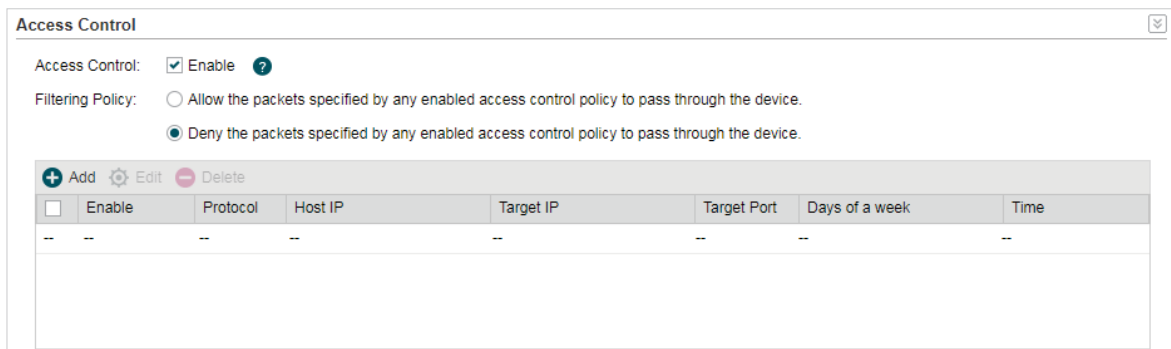 Access Control
Access Control: Enable ?
Filtering Policy: Allow the packets specified by any enabled access control policy to pass through the device.
Deny the packets specified by any enabled access control policy to pass through the device.
Add Edit Delete
Enable Protocol Host IP Target IP Target Port Days of a week Time
-- -- -- -- -- -- -- --